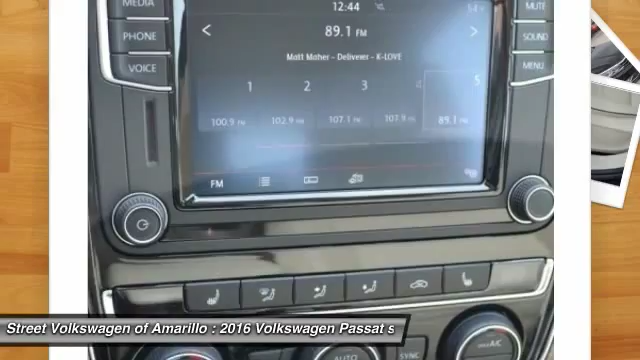 MEDIA
PHONE
VOICE
12:44
54°
89.1 FM
Matt Maher - Deliverer - K-LOVE
1 2 3 5
100.9 FM 102.9 FM 107.1 FM 107.9 FM 89.1 FM
FM
MUTE
SOUND
MENU
Street Volkswagen of Amarillo : 2016 Volkswagen Passat s
AUTO
SYNC
A/C